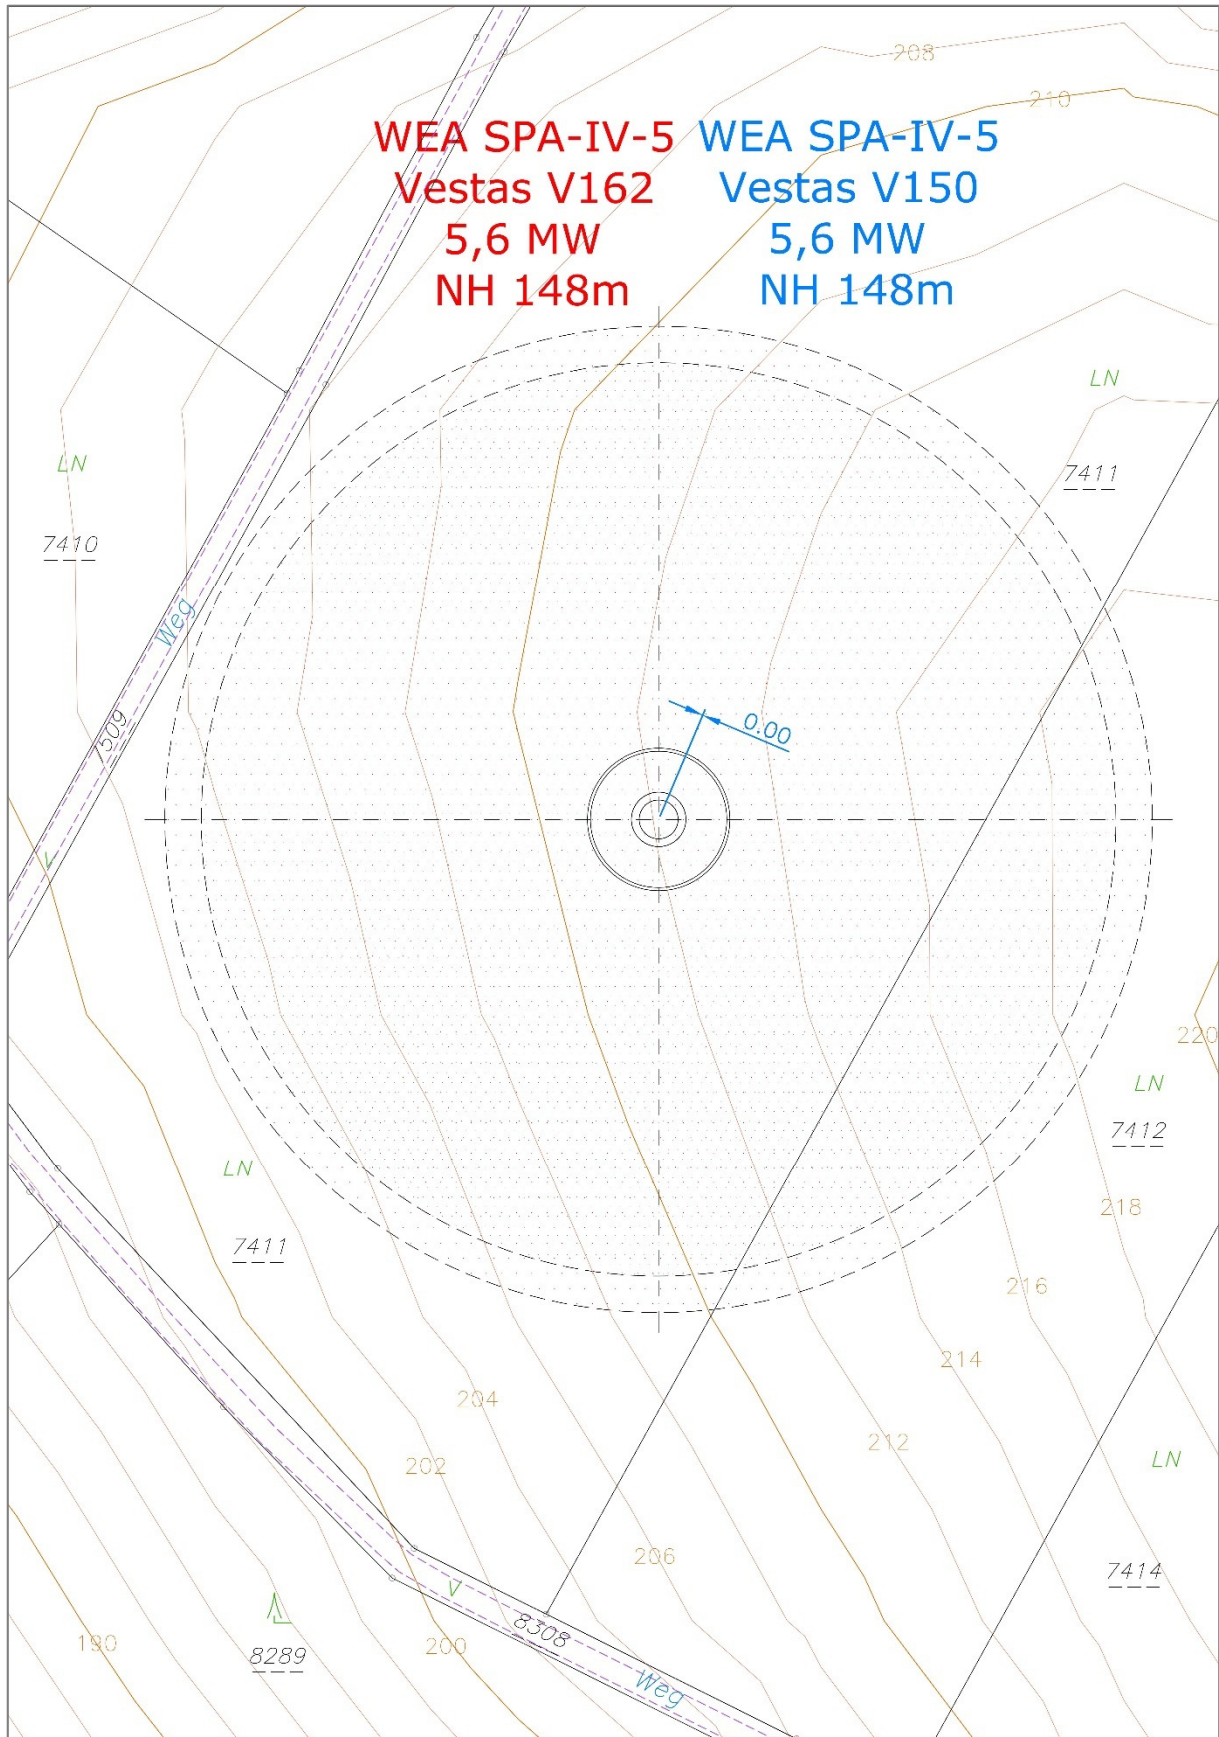 208
210
WEA SPA-IV-5
Vestas V162
5,6 MW
NH 148m
WEA SPA-IV-5
Vestas V150
5,6 MW
NH 148m
LN
7411
LN
7410
Weg
7509
0.00
V
220
LN
7412
LN
218
7411
216
214
204
212
202
LN
206
7414
V
8308
190
200
8289
Weg